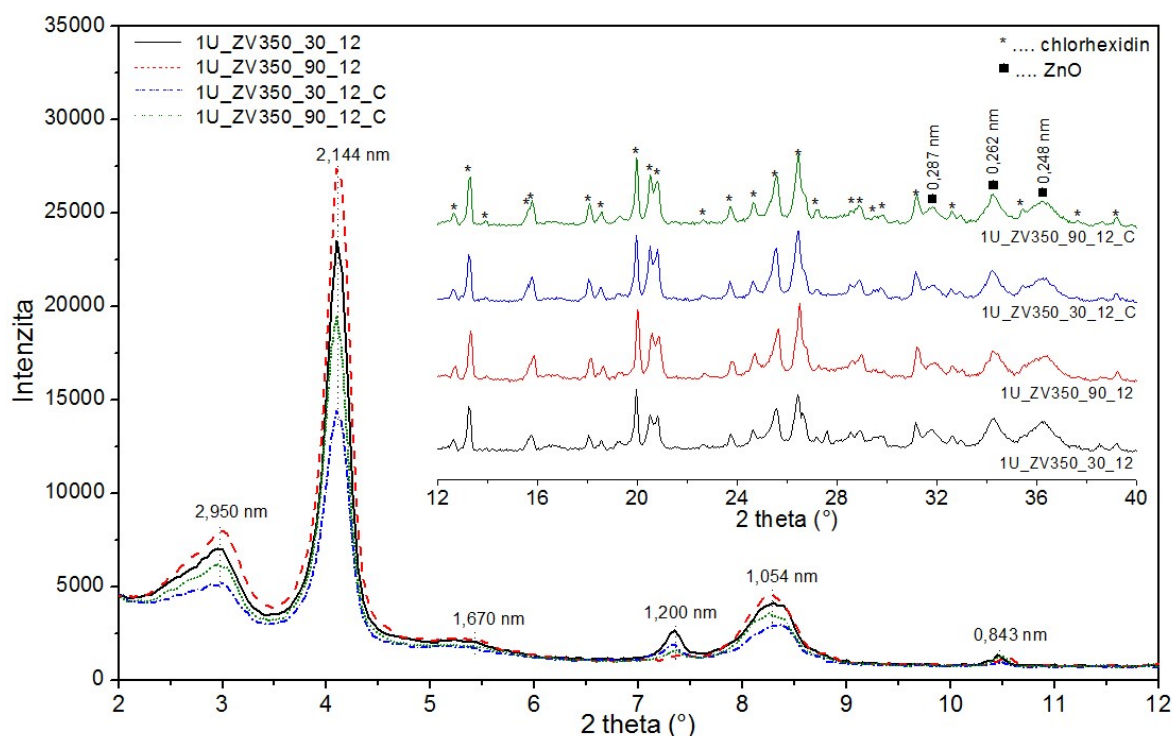 35000
30000
25000
20000
15000
10000
5000
0
Intenzita
1U_ZV350_30_12
1U_ZV350_90_12
1U_ZV350_30_12_C
1U_ZV350_90_12_C
* .... chlorhexidin
■ .... ZnO
2,144 nm
2,950 nm
1,670 nm
1,200 nm
1,054 nm
0,843 nm
0,287 nm
0,262 nm
0,248 nm
1U_ZV350_90_12_C
1U_ZV350_30_12_C
1U_ZV350_90_12
1U_ZV350_30_12
12 16 20 24 28 32 36 40
2 theta (°)
2 3 4 5 6 7 8 9 10 11 12
2 theta (°)